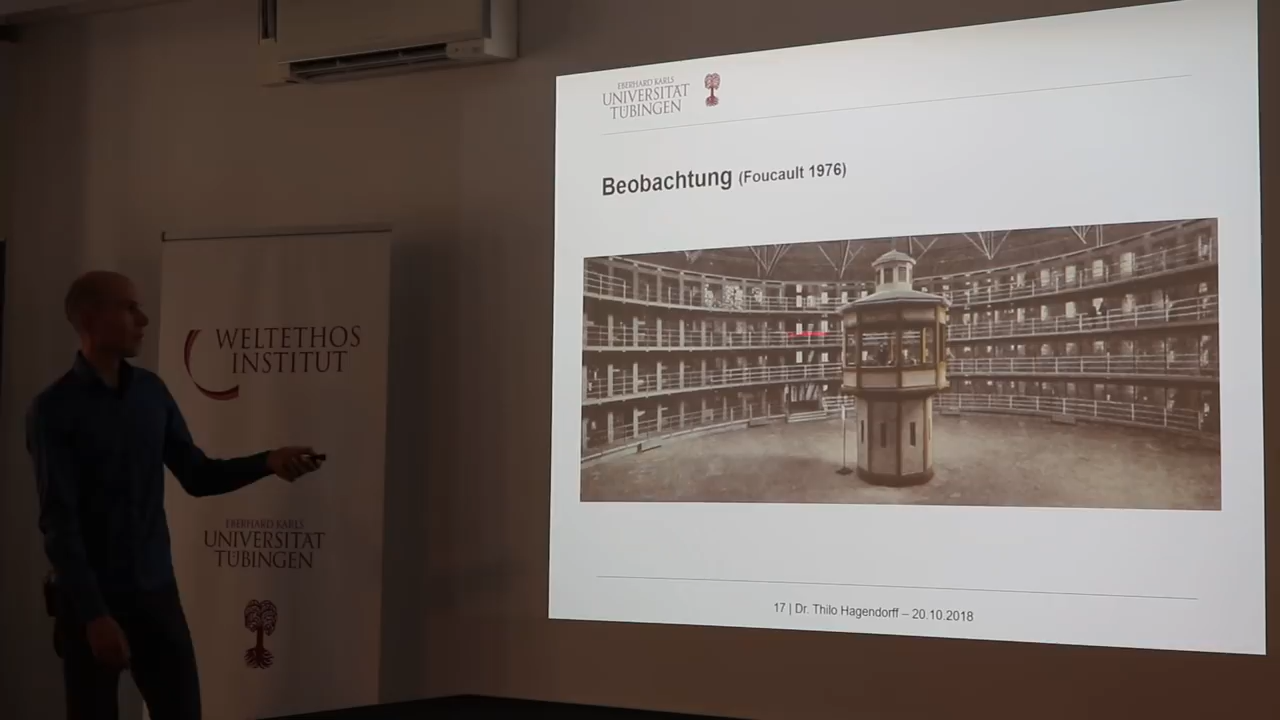 WELTETHOS
INSTITUT
EBERHARD KARLS
UNIVERSITÄT
TÜBINGEN
EBERHARD KARLS
UNIVERSITÄT
TÜBINGEN
Beobachtung (Foucault 1976)
17 | Dr. Thilo Hagendorff – 20.10.2018